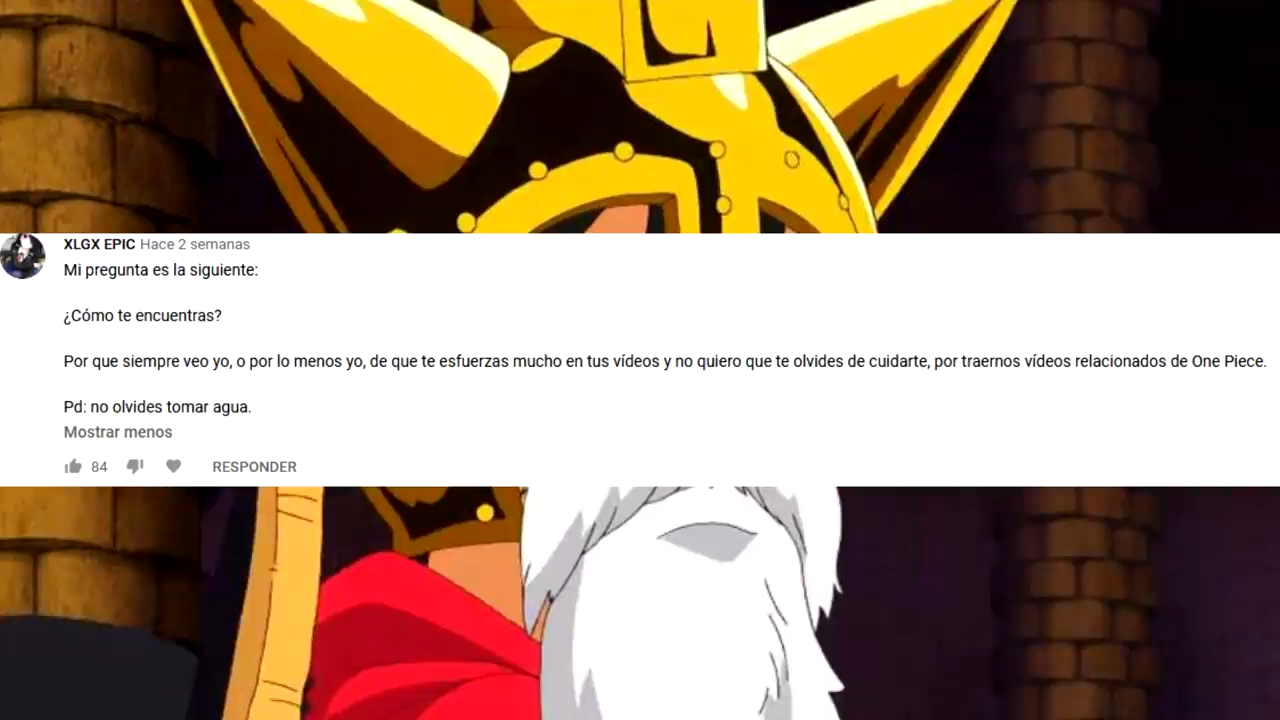 XLGX EPIC Hace 2 semanas
Mi pregunta es la siguiente:
¿Cómo te encuentras?
Por que siempre veo yo, o por lo menos yo, de que te esfuerzas mucho en tus vídeos y no quiero que te olvides de cuidarte, por traernos vídeos relacionados de One Piece.
Pd: no olvides tomar agua.
Mostrar menos
84 RESPONDER